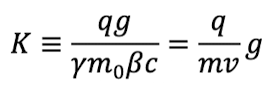 K ≡ qg / γm₀βc = q / mv g